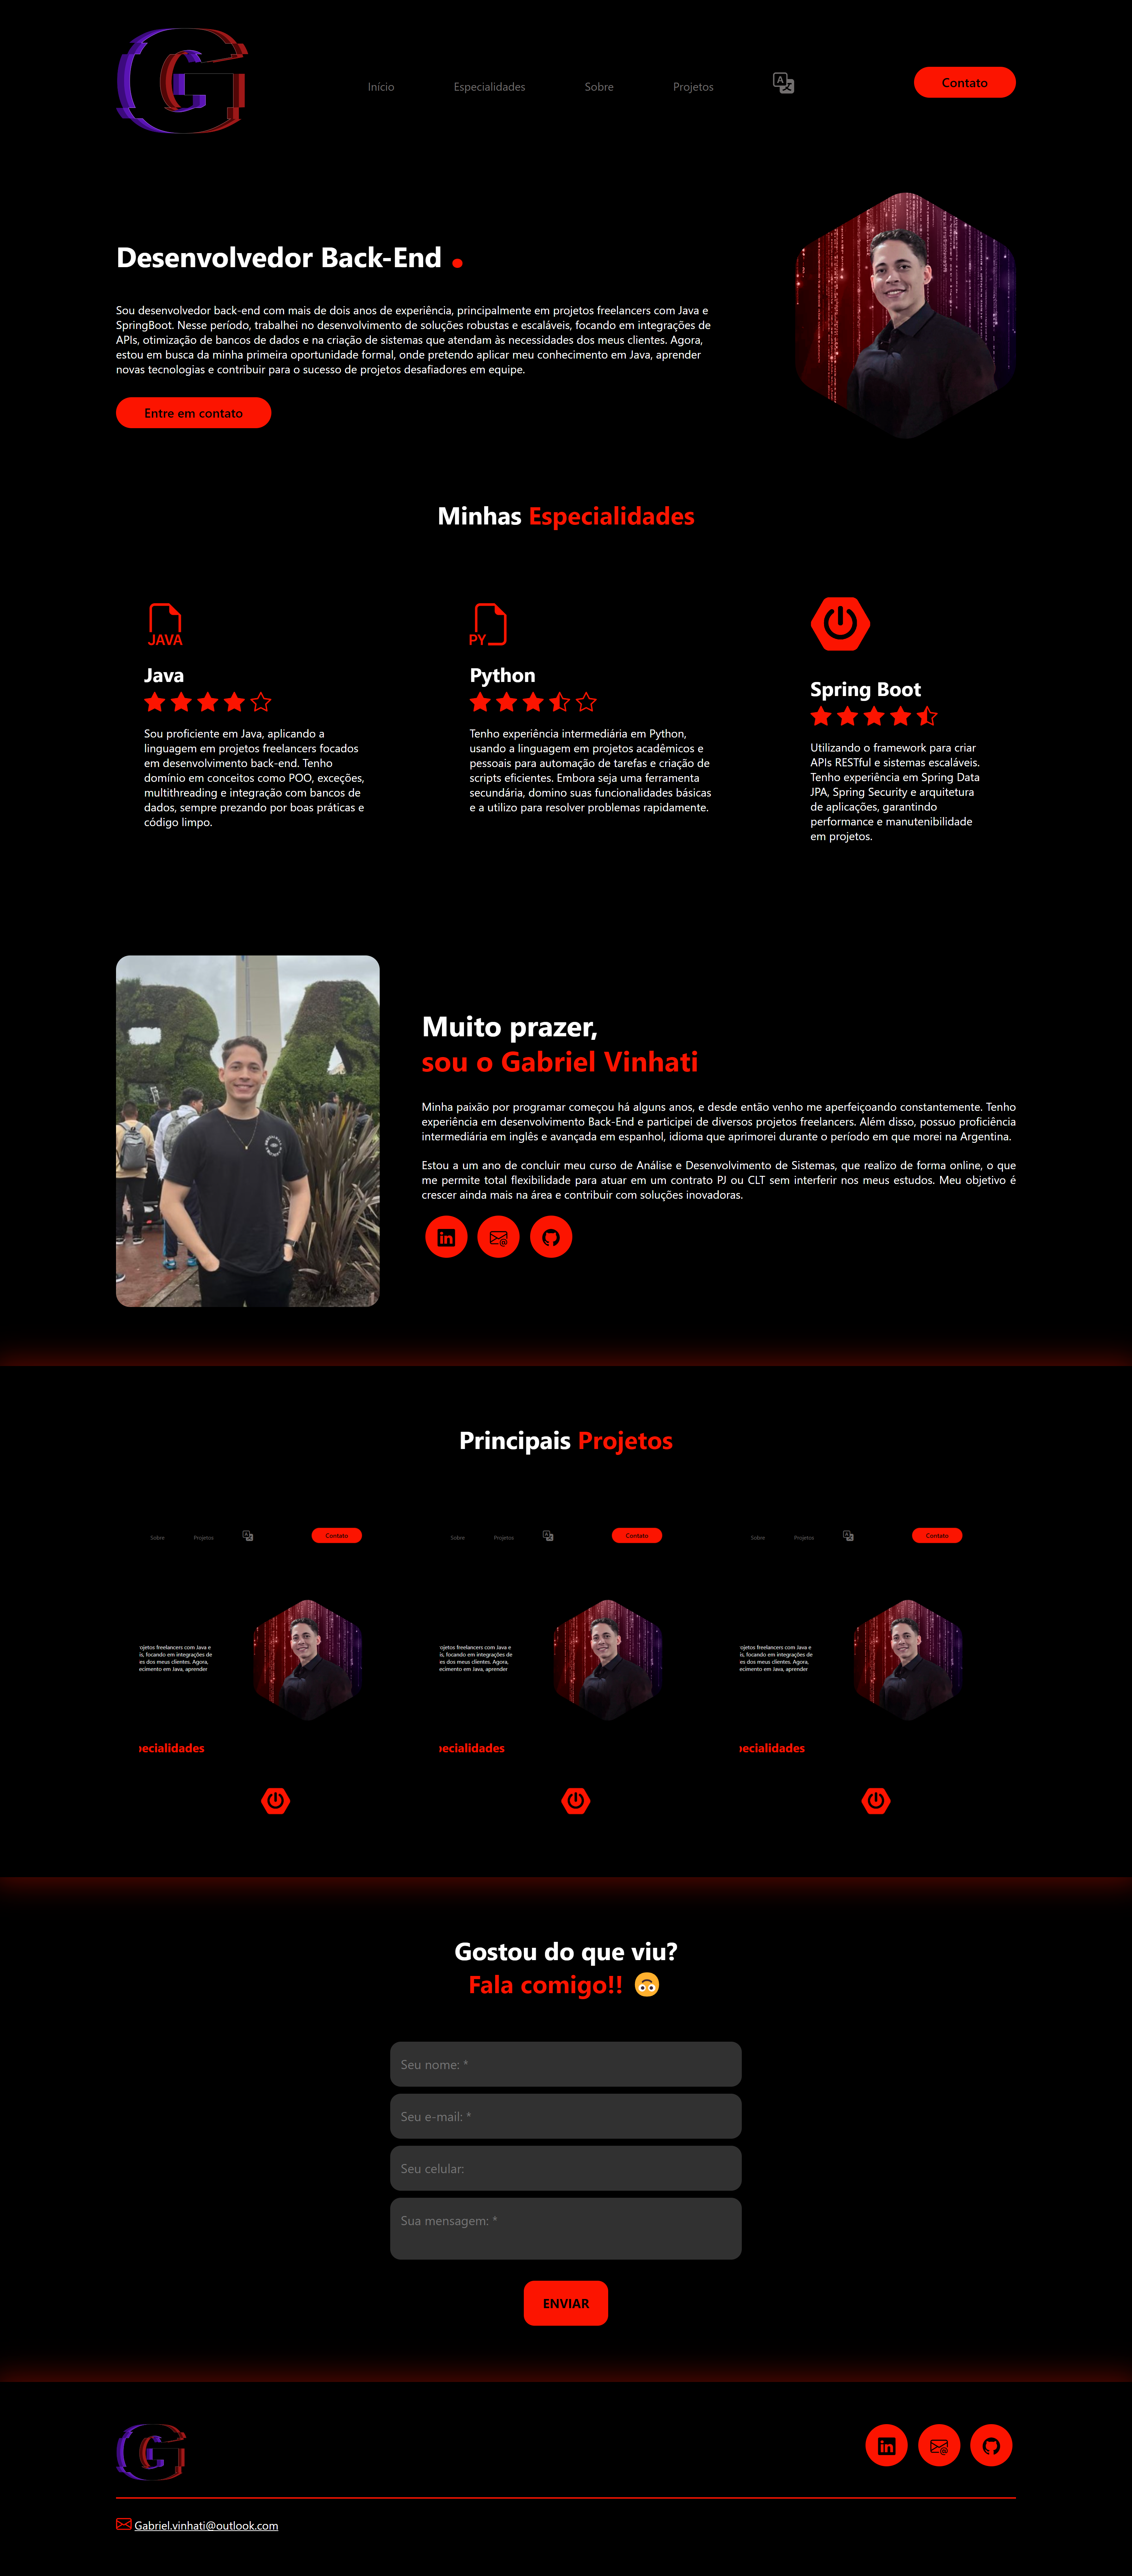 G
Início
Especialidades
Sobre
Projetos
A
Contato
Desenvolvedor Back-End .
Sou desenvolvedor back-end com mais de dois anos de experiência, principalmente em projetos freelancers com Java e
SpringBoot. Nesse período, trabalhei no desenvolvimento de soluções robustas e escaláveis, focando em integrações de
APIs, otimização de bancos de dados e na criação de sistemas que atendam às necessidades dos meus clientes. Agora,
estou em busca da minha primeira oportunidade formal, onde pretendo aplicar meu conhecimento em Java, aprender
novas tecnologias e contribuir para o sucesso de projetos desafiadores em equipe.
Entre em contato
Minhas Especialidades
JAVA
Java
Sou proficiente em Java, aplicando a
linguagem em projetos freelancers focados
em desenvolvimento back-end. Tenho
domínio em conceitos como POO, exceções,
multithreading e integração com bancos de
dados, sempre prezando por boas práticas e
código limpo.
PY
Python
Tenho experiência intermediária em Python,
usando a linguagem em projetos acadêmicos e
pessoais para automação de tarefas e criação de
scripts eficientes. Embora seja uma ferramenta
secundária, domino suas funcionalidades básicas
e a utilizo para resolver problemas rapidamente.
Spring Boot
Utilizando o framework para criar
APIs RESTful e sistemas escaláveis.
Tenho experiência em Spring Data
JPA, Spring Security e arquitetura
de aplicações, garantindo
performance e manutenibilidade
em projetos.
Muito prazer,
sou o Gabriel Vinhati
Minha paixão por programar começou há alguns anos, e desde então venho me aperfeiçoando constantemente. Tenho
experiência em desenvolvimento Back-End e participei de diversos projetos freelancers. Além disso, possuo proficiência
intermediária em inglês e avançada em espanhol, idioma que aprimorei durante o período em que morei na Argentina.
Estou a um ano de concluir meu curso de Análise e Desenvolvimento de Sistemas, que realizo de forma online, o que
me permite total flexibilidade para atuar em um contrato PJ ou CLT sem interferir nos meus estudos. Meu objetivo é
crescer ainda mais na área e contribuir com soluções inovadoras.
in
Principais Projetos
Sobre
Projetos
Contato
ojetos freelancers com Java e
is, focando em integrações de
es dos meus clientes. Agora,
ecimento em Java, aprender
ecialidades
Sobre
Projetos
Contato
ojetos freelancers com Java e
is, focando em integrações de
es dos meus clientes. Agora,
ecimento em Java, aprender
ecialidades
Sobre
Projetos
Contato
ojetos freelancers com Java e
is, focando em integrações de
es dos meus clientes. Agora,
ecimento em Java, aprender
ecialidades
Gostou do que viu?
Fala comigo!! 🙃
Seu nome: *
Seu e-mail: *
Seu celular:
Sua mensagem: *
ENVIAR
G
in
Gabriel.vinhati@outlook.com